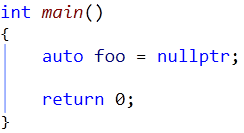 int main()
{
    auto foo = nullptr;
    return 0;
}